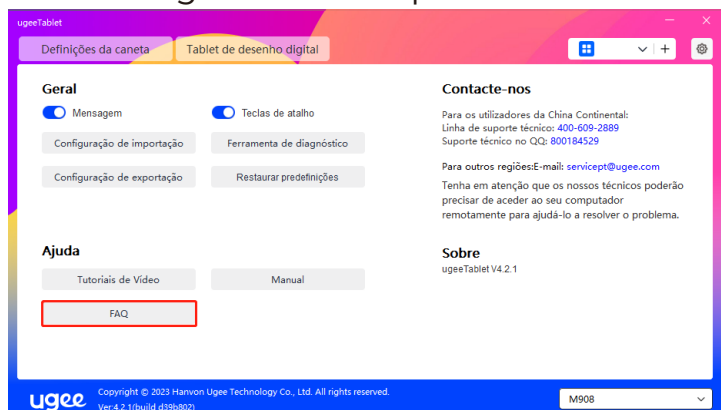 ugeeTablet
Definições da caneta
Tablet de desenho digital
Geral
Mensagem
Teclas de atalho
Configuração de importação
Ferramenta de diagnóstico
Configuração de exportação
Restaurar predefinições
Ajuda
Tutoriais de Vídeo
Manual
FAQ
Contacte-nos
Para os utilizadores da China Continental:
Linha de suporte técnico: 400-609-2889
Suporte técnico no QQ: 800184529
Para outros regiões:E-mail: servicept@ugee.com
Tenha em atenção que os nossos técnicos poderão
precisar de aceder ao seu computador
remotamente para ajudá-lo a resolver o problema.
Sobre
ugeeTablet V4.2.1
ugee
Copyright © 2023 Hanvon Ugee Technology Co., Ltd. All rights reserved.
Ver:4.2.1(build d39b802)
M908